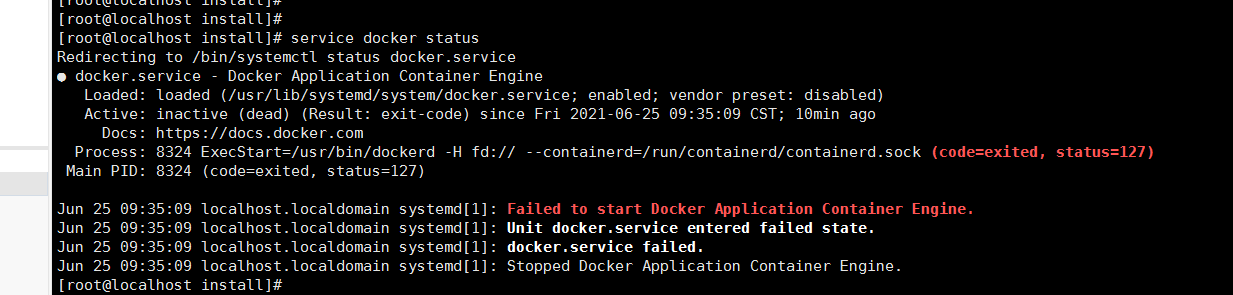 [root@localhost install]#
[root@localhost install]#
[root@localhost install]# service docker status
Redirecting to /bin/systemctl status docker.service
● docker.service - Docker Application Container Engine
   Loaded: loaded (/usr/lib/systemd/system/docker.service; enabled; vendor preset: disabled)
   Active: inactive (dead) (Result: exit-code) since Fri 2021-06-25 09:35:09 CST; 10min ago
     Docs: https://docs.docker.com
  Process: 8324 ExecStart=/usr/bin/dockerd -H fd:// --containerd=/run/containerd/containerd.sock (code=exited, status=127)
 Main PID: 8324 (code=exited, status=127)

Jun 25 09:35:09 localhost.localdomain systemd[1]: Failed to start Docker Application Container Engine.
Jun 25 09:35:09 localhost.localdomain systemd[1]: Unit docker.service entered failed state.
Jun 25 09:35:09 localhost.localdomain systemd[1]: docker.service failed.
Jun 25 09:35:09 localhost.localdomain systemd[1]: Stopped Docker Application Container Engine.
[root@localhost install]#